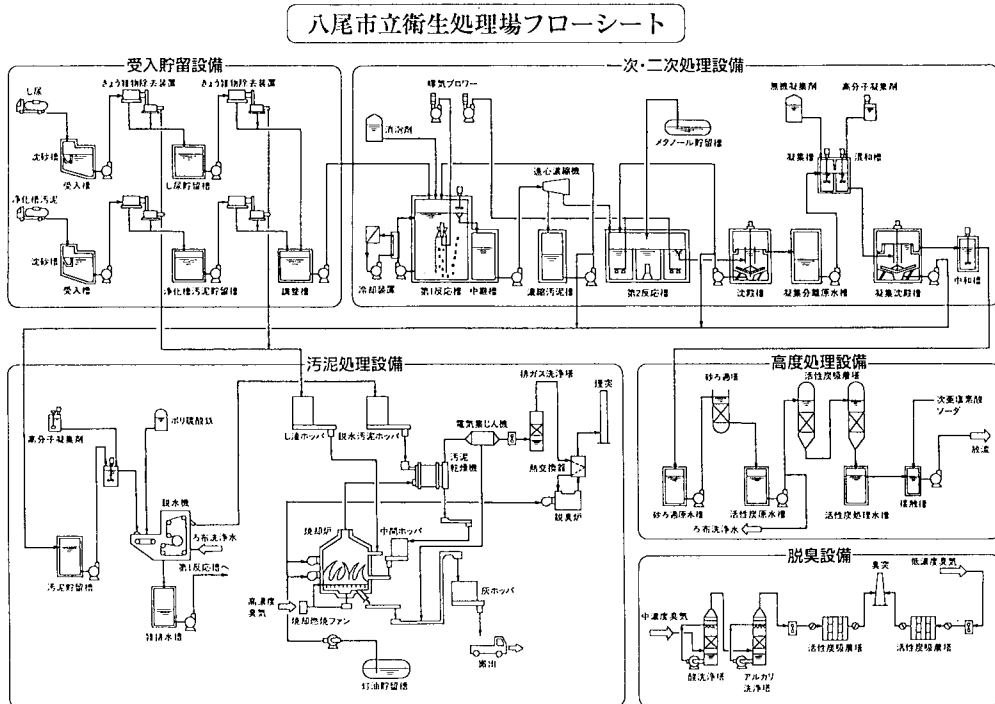 八尾市立衛生処理場フローシート
受入貯留設備
し尿
きょう雑物除去装置
きょう雑物除去装置
沈砂槽
受入槽
し尿貯留槽
浄化槽汚泥
沈砂槽
受入槽
浄化槽汚泥貯留槽
調整槽
一次・二次処理設備
曝気ブロワー
消泡剤
メタノール貯留槽
無機凝集剤
高分子凝集剤
凝集槽
混和槽
遠心濃縮機
冷却装置
第1反応槽
中継槽
濃縮汚泥槽
第2反応槽
沈殿槽
凝集分離原水槽
凝集沈殿槽
中和槽
汚泥処理設備
高分子凝集剤
ポリ硫酸鉄
脱水機
ろ布洗浄水
第1反応槽へ
汚泥貯留槽
雑排水槽
し渣ホッパ
脱水汚泥ホッパ
汚泥
乾燥機
電気集じん機
排ガス洗浄塔
煙突
熱交換器
脱臭炉
焼却炉
中間ホッパ
灰ホッパ
高濃度
臭気
焼却燃焼ファン
搬出
灯油貯留槽
高度処理設備
砂ろ過塔
活性炭吸着塔
次亜塩素酸
ソーダ
放流
砂ろ過原水槽
活性炭原水槽
活性炭処理水槽
接触槽
ろ布洗浄水
脱臭設備
中濃度臭気
臭突
低濃度臭気
酸洗浄塔
アルカリ
洗浄塔
活性炭吸着塔
活性炭吸着塔